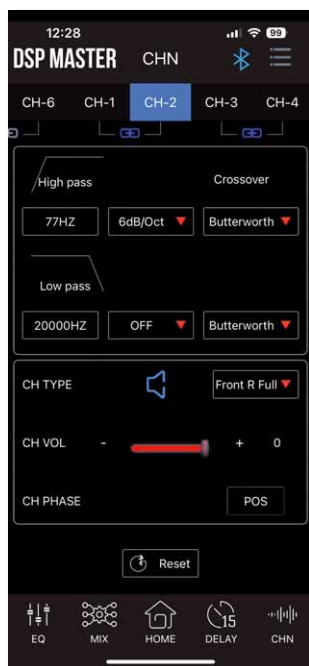 12:28 99
DSP MASTER CHN
CH-6 CH-1 CH-2 CH-3 CH-4
High pass Crossover
77HZ 6dB/Oct Butterworth
Low pass
20000HZ OFF Butterworth
CH TYPE Front R Full
CH VOL - + 0
CH PHASE POS
Reset
15
EQ MIX HOME DELAY CHN